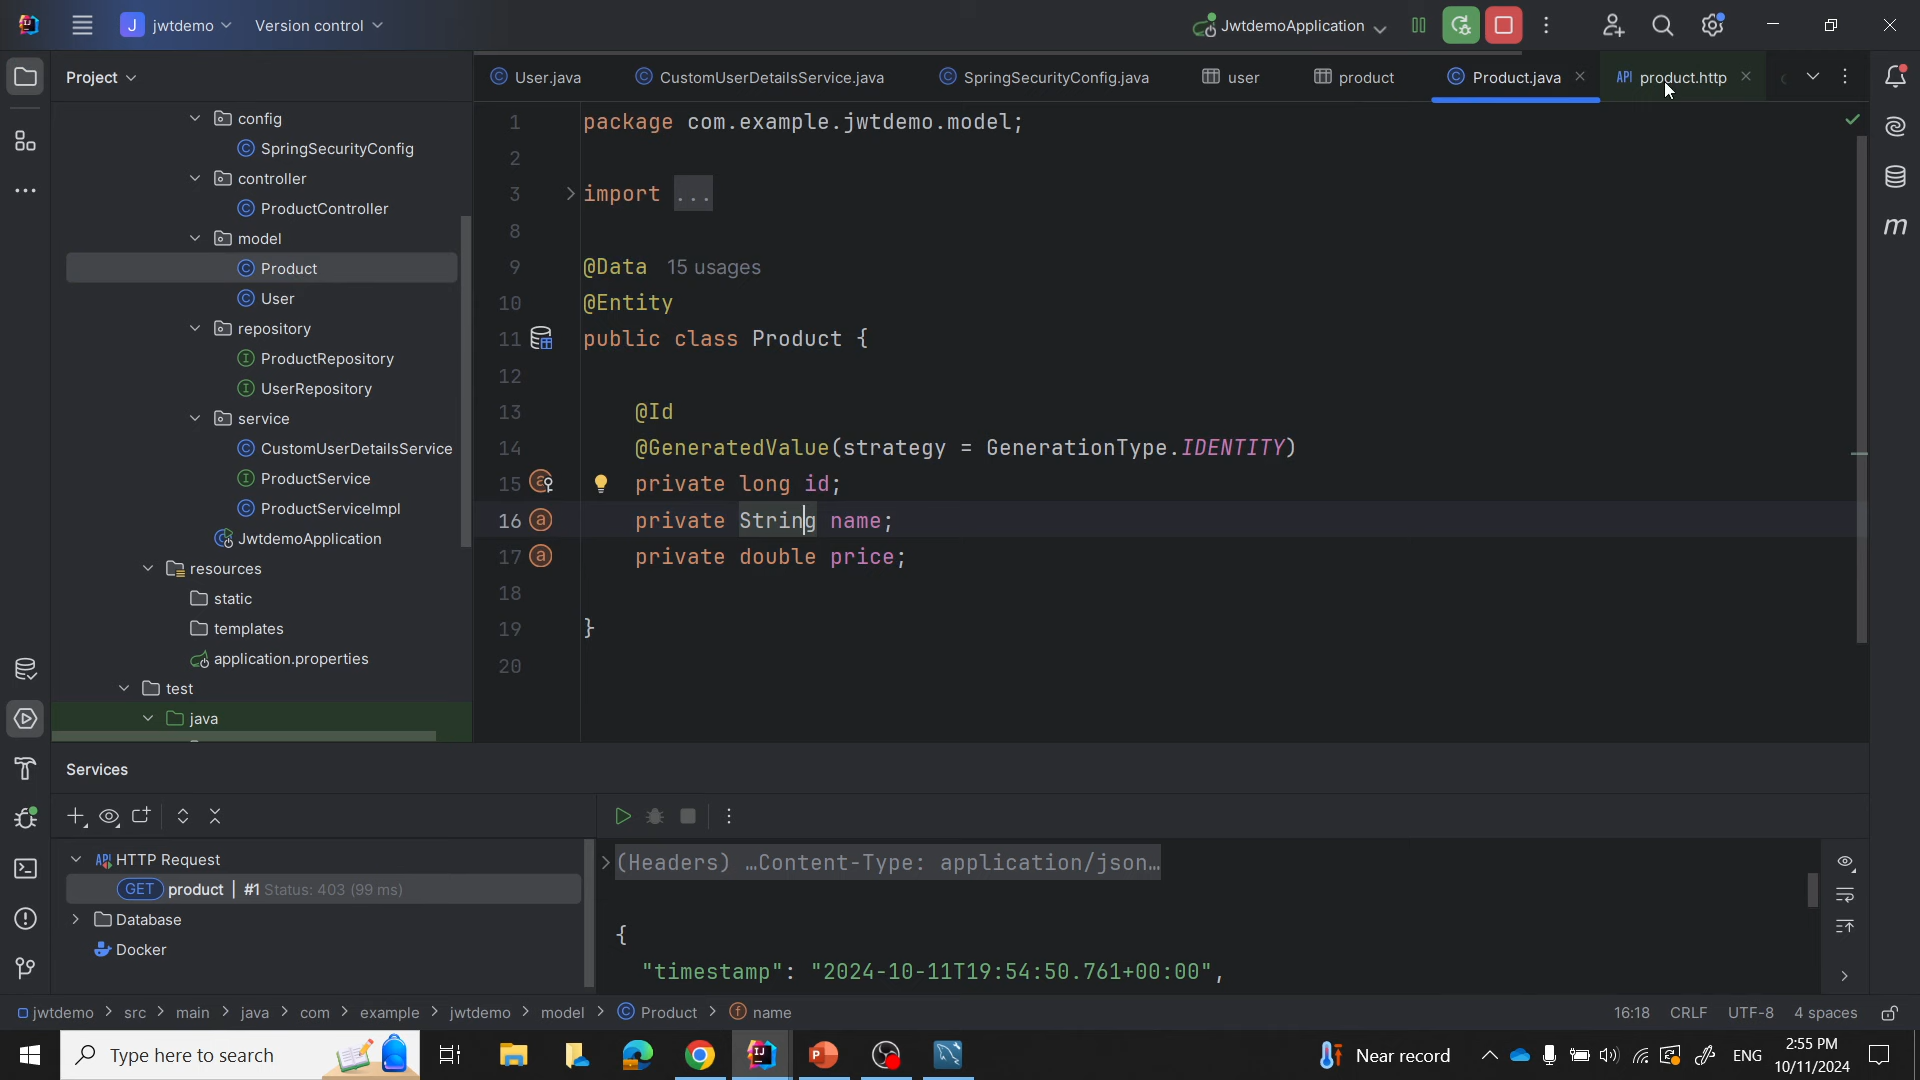 J jwtdemo Version control JwtdemoApplication
Project
User.java CustomUserDetailsService.java SpringSecurityConfig.java user product Product.java API product.http
config
SpringSecurityConfig
controller
ProductController
model
Product
User
repository
ProductRepository
UserRepository
service
CustomUserDetailsService
ProductService
ProductServiceImpl
JwtdemoApplication
resources
static
templates
application.properties
test
java
1 package com.example.jwtdemo.model;
2
3 import ...
8
9 @Data 15 usages
10 @Entity
11 public class Product {
12
13 @Id
14 @GeneratedValue(strategy = GenerationType.IDENTITY)
15 private long id;
16 private String name;
17 private double price;
18
19 }
20
Services
API HTTP Request
GET product | #1 Status: 403 (99 ms)
Database
Docker
(Headers) …Content-Type: application/json…
{
"timestamp": "2024-10-11T19:54:50.761+00:00",
jwtdemo > src > main > java > com > example > jwtdemo > model > Product > name 16:18 CRLF UTF-8 4 spaces
Type here to search Near record ENG 2:55 PM
10/11/2024